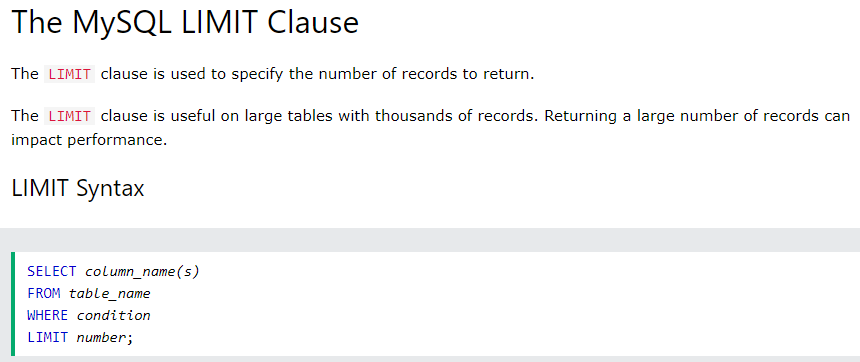 The MySQL LIMIT Clause
The LIMIT clause is used to specify the number of records to return.
The LIMIT clause is useful on large tables with thousands of records. Returning a large number of records can
impact performance.
LIMIT Syntax
SELECT column_name(s)
FROM table_name
WHERE condition
LIMIT number;